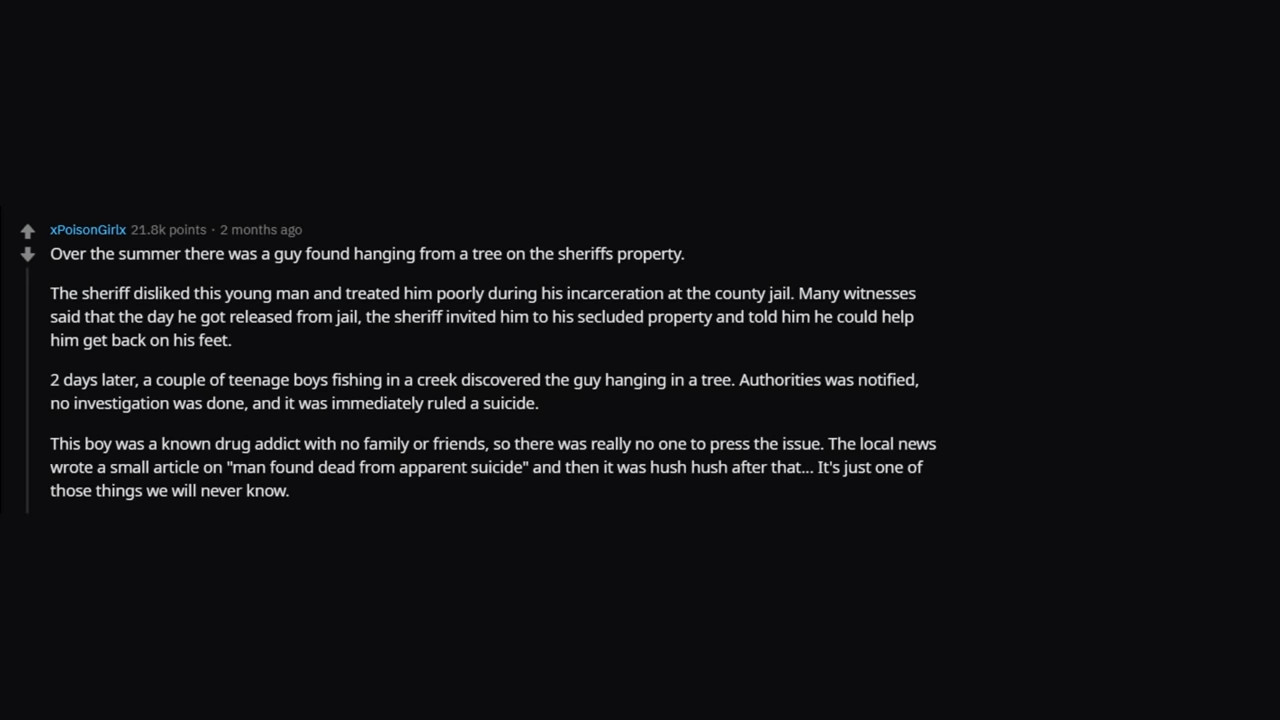 xPoisonGirlx 21.8k points · 2 months ago
Over the summer there was a guy found hanging from a tree on the sheriffs property.
The sheriff disliked this young man and treated him poorly during his incarceration at the county jail. Many witnesses
said that the day he got released from jail, the sheriff invited him to his secluded property and told him he could help
him get back on his feet.
2 days later, a couple of teenage boys fishing in a creek discovered the guy hanging in a tree. Authorities was notified,
no investigation was done, and it was immediately ruled a suicide.
This boy was a known drug addict with no family or friends, so there was really no one to press the issue. The local news
wrote a small article on "man found dead from apparent suicide" and then it was hush hush after that... It's just one of
those things we will never know.